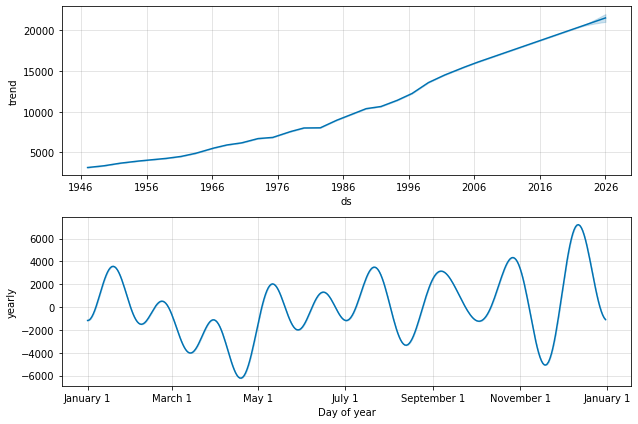 20000
15000
10000
5000
trend
1946 1956 1966 1976 1986 1996 2006 2016 2026
ds
6000
4000
2000
0
−2000
−4000
−6000
yearly
January 1 March 1 May 1 July 1 September 1 November 1 January 1
Day of year